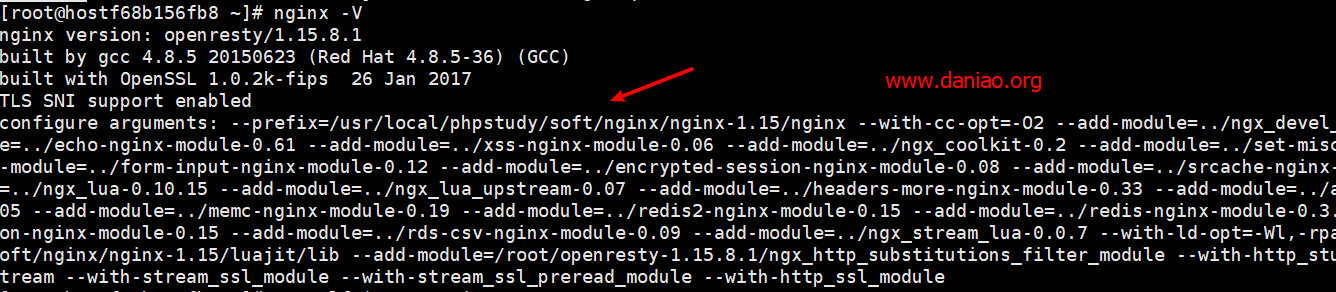 [root@hostf68b156fb8 ~]# nginx -V
nginx version: openresty/1.15.8.1
built by gcc 4.8.5 20150623 (Red Hat 4.8.5-36) (GCC)
built with OpenSSL 1.0.2k-fips  26 Jan 2017
www.daniao.org
TLS SNI support enabled
configure arguments: --prefix=/usr/local/phpstudy/soft/nginx/nginx-1.15/nginx --with-cc-opt=-O2 --add-module=../ngx_devel_
e=../echo-nginx-module-0.61 --add-module=../xss-nginx-module-0.06 --add-module=../ngx_coolkit-0.2 --add-module=../set-misc
-module=../form-input-nginx-module-0.12 --add-module=../encrypted-session-nginx-module-0.08 --add-module=../srcache-nginx-
=../ngx_lua-0.10.15 --add-module=../ngx_lua_upstream-0.07 --add-module=../headers-more-nginx-module-0.33 --add-module=../a
05 --add-module=../memc-nginx-module-0.19 --add-module=../redis2-nginx-module-0.15 --add-module=../redis-nginx-module-0.3.
on-nginx-module-0.15 --add-module=../rds-csv-nginx-module-0.09 --add-module=../ngx_stream_lua-0.0.7 --with-ld-opt=-Wl,-rpa
oft/nginx/nginx-1.15/luajit/lib --add-module=/root/openresty-1.15.8.1/ngx_http_substitutions_filter_module --with-http_stu
tream --with-stream_ssl_module --with-stream_ssl_preread_module --with-http_ssl_module